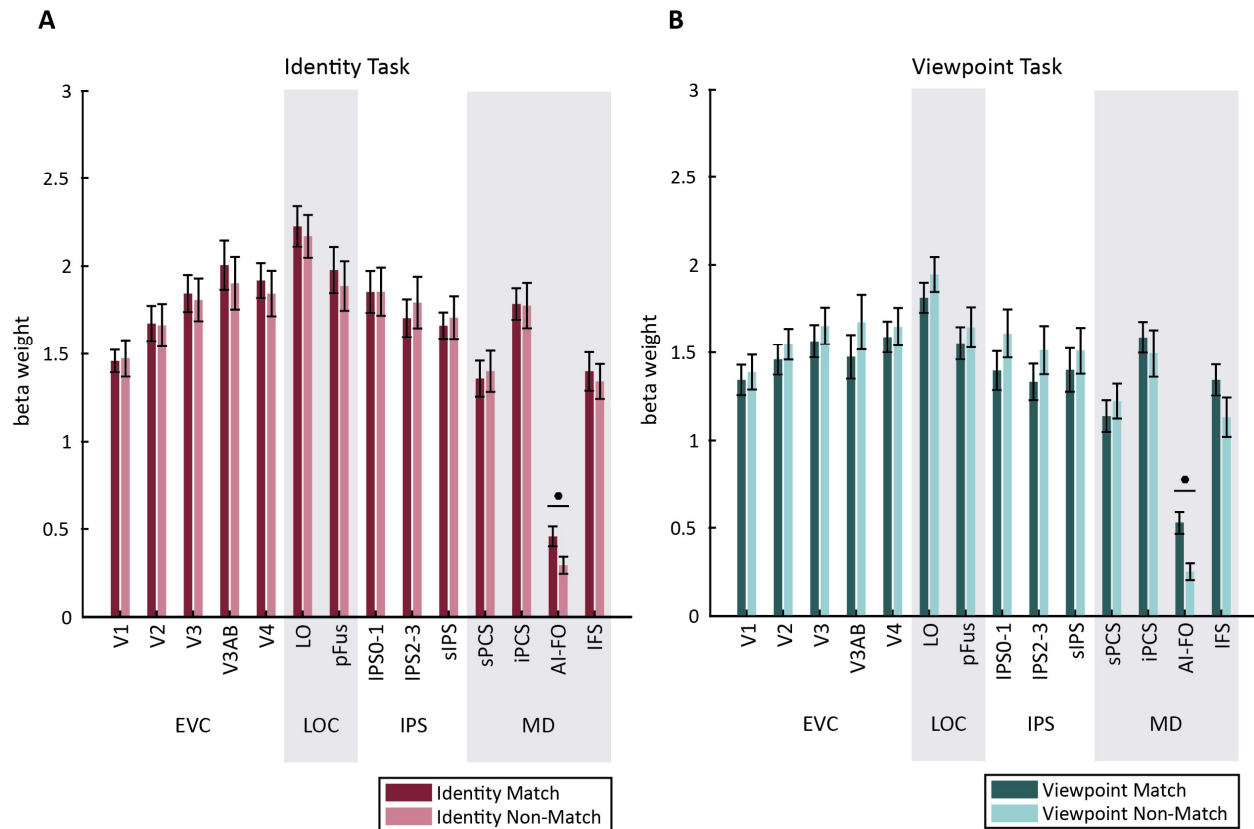 A
Identity Task
3
2.5
2
1.5
1
0.5
0
beta weight
V1
V2
V3
V3AB
V4
LO
pFus
IPS0-1
IPS2-3
sIPS
sPCS
iPCS
AI-FO
IFS
EVC
LOC
IPS
MD
Identity Match
Identity Non-Match
B
Viewpoint Task
3
2.5
2
1.5
1
0.5
0
beta weight
V1
V2
V3
V3AB
V4
LO
pFus
IPS0-1
IPS2-3
sIPS
sPCS
iPCS
AI-FO
IFS
EVC
LOC
IPS
MD
Viewpoint Match
Viewpoint Non-Match